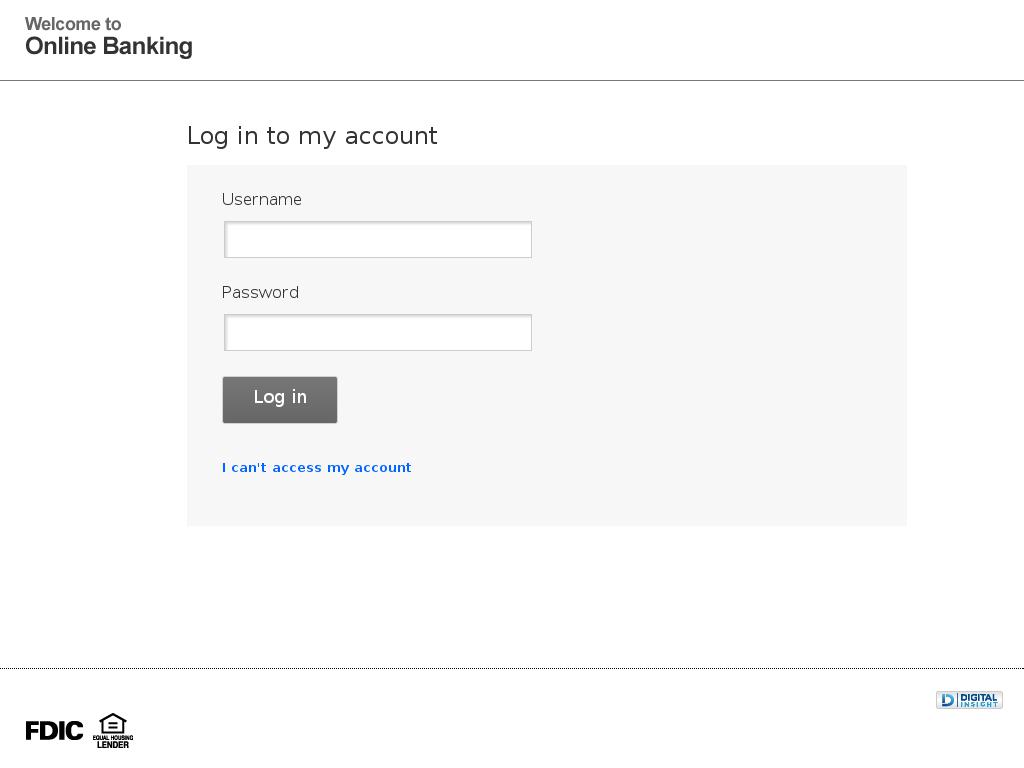 Welcome to
Online Banking
Log in to my account
Username
Password
Log in
I can't access my account
DIGITAL
INSIGHT
FDIC
EQUAL HOUSING
LENDER